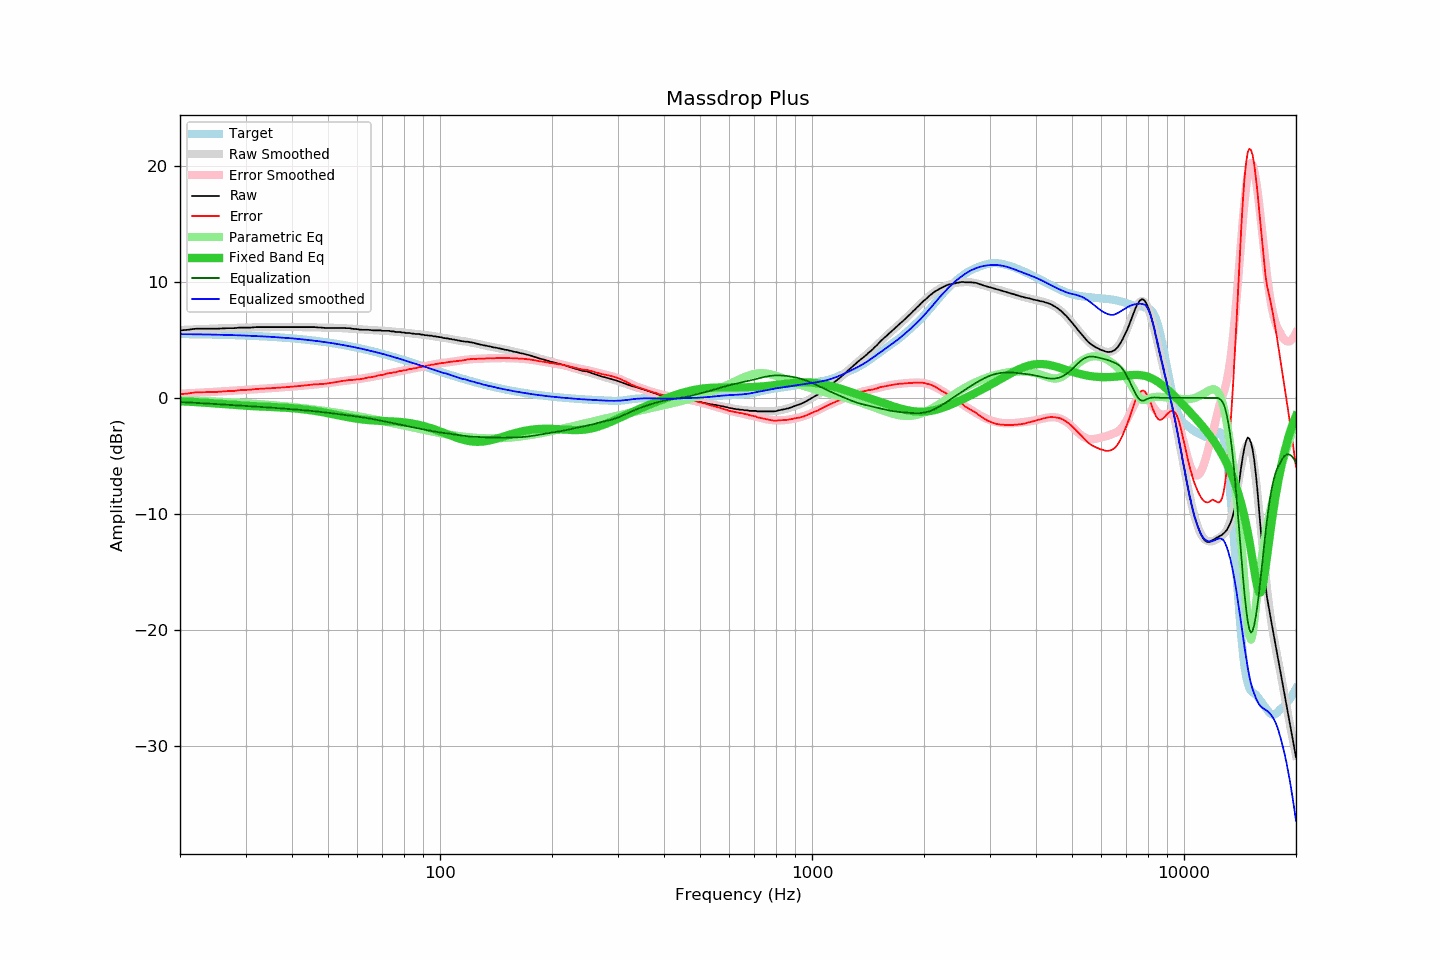 Massdrop Plus
Target
Raw Smoothed
Error Smoothed
Raw
Error
Parametric Eq
Fixed Band Eq
Equalization
Equalized smoothed
20
10
0
−10
−20
−30
Amplitude (dBr)
100
1000
10000
Frequency (Hz)